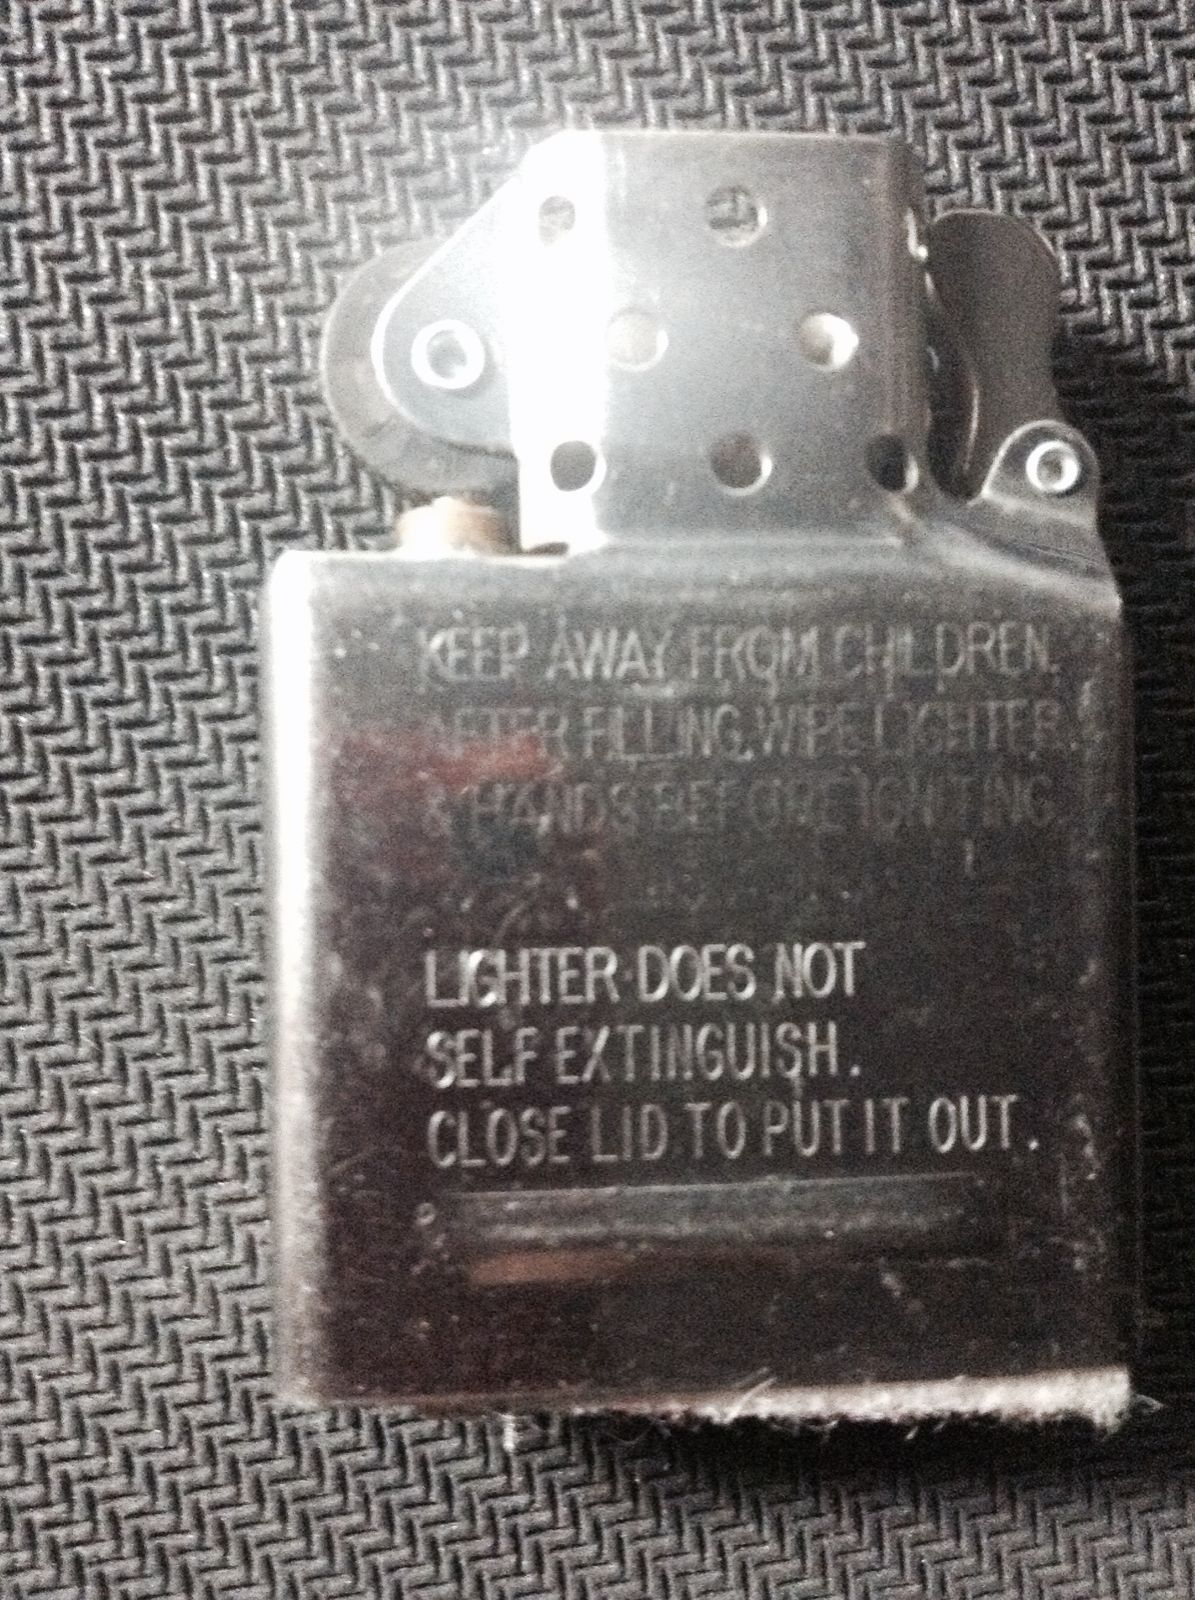 KEEP AWAY FROM CHILDREN.
AFTER FILLING, WIPE LIGHTER
& HANDS BEFORE IGNITING
LIGHTER DOES NOT
SELF EXTINGUISH.
CLOSE LID TO PUT IT OUT.